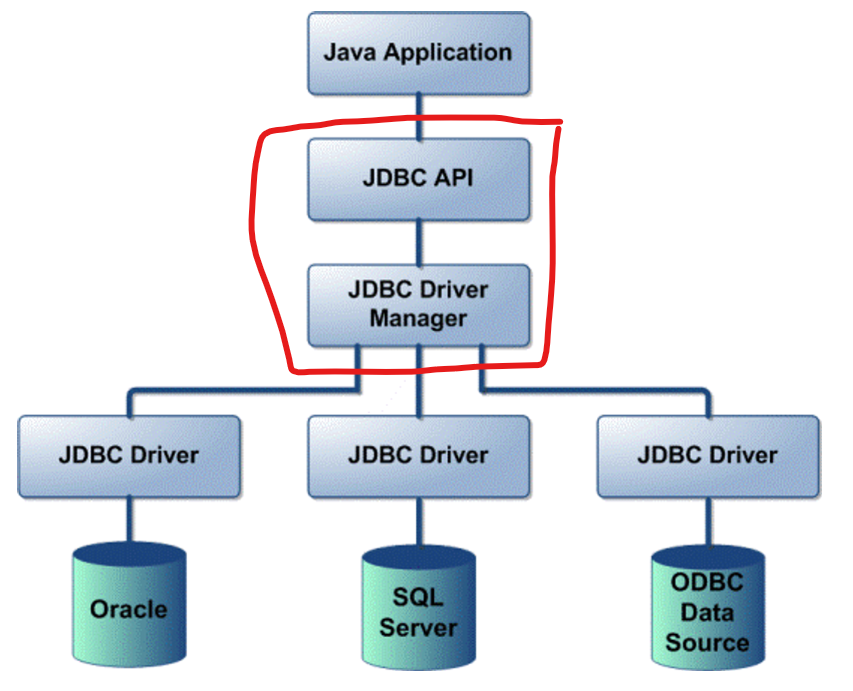 Java Application
JDBC API
JDBC Driver
Manager
JDBC Driver
JDBC Driver
JDBC Driver
Oracle
SQL
Server
ODBC
Data
Source